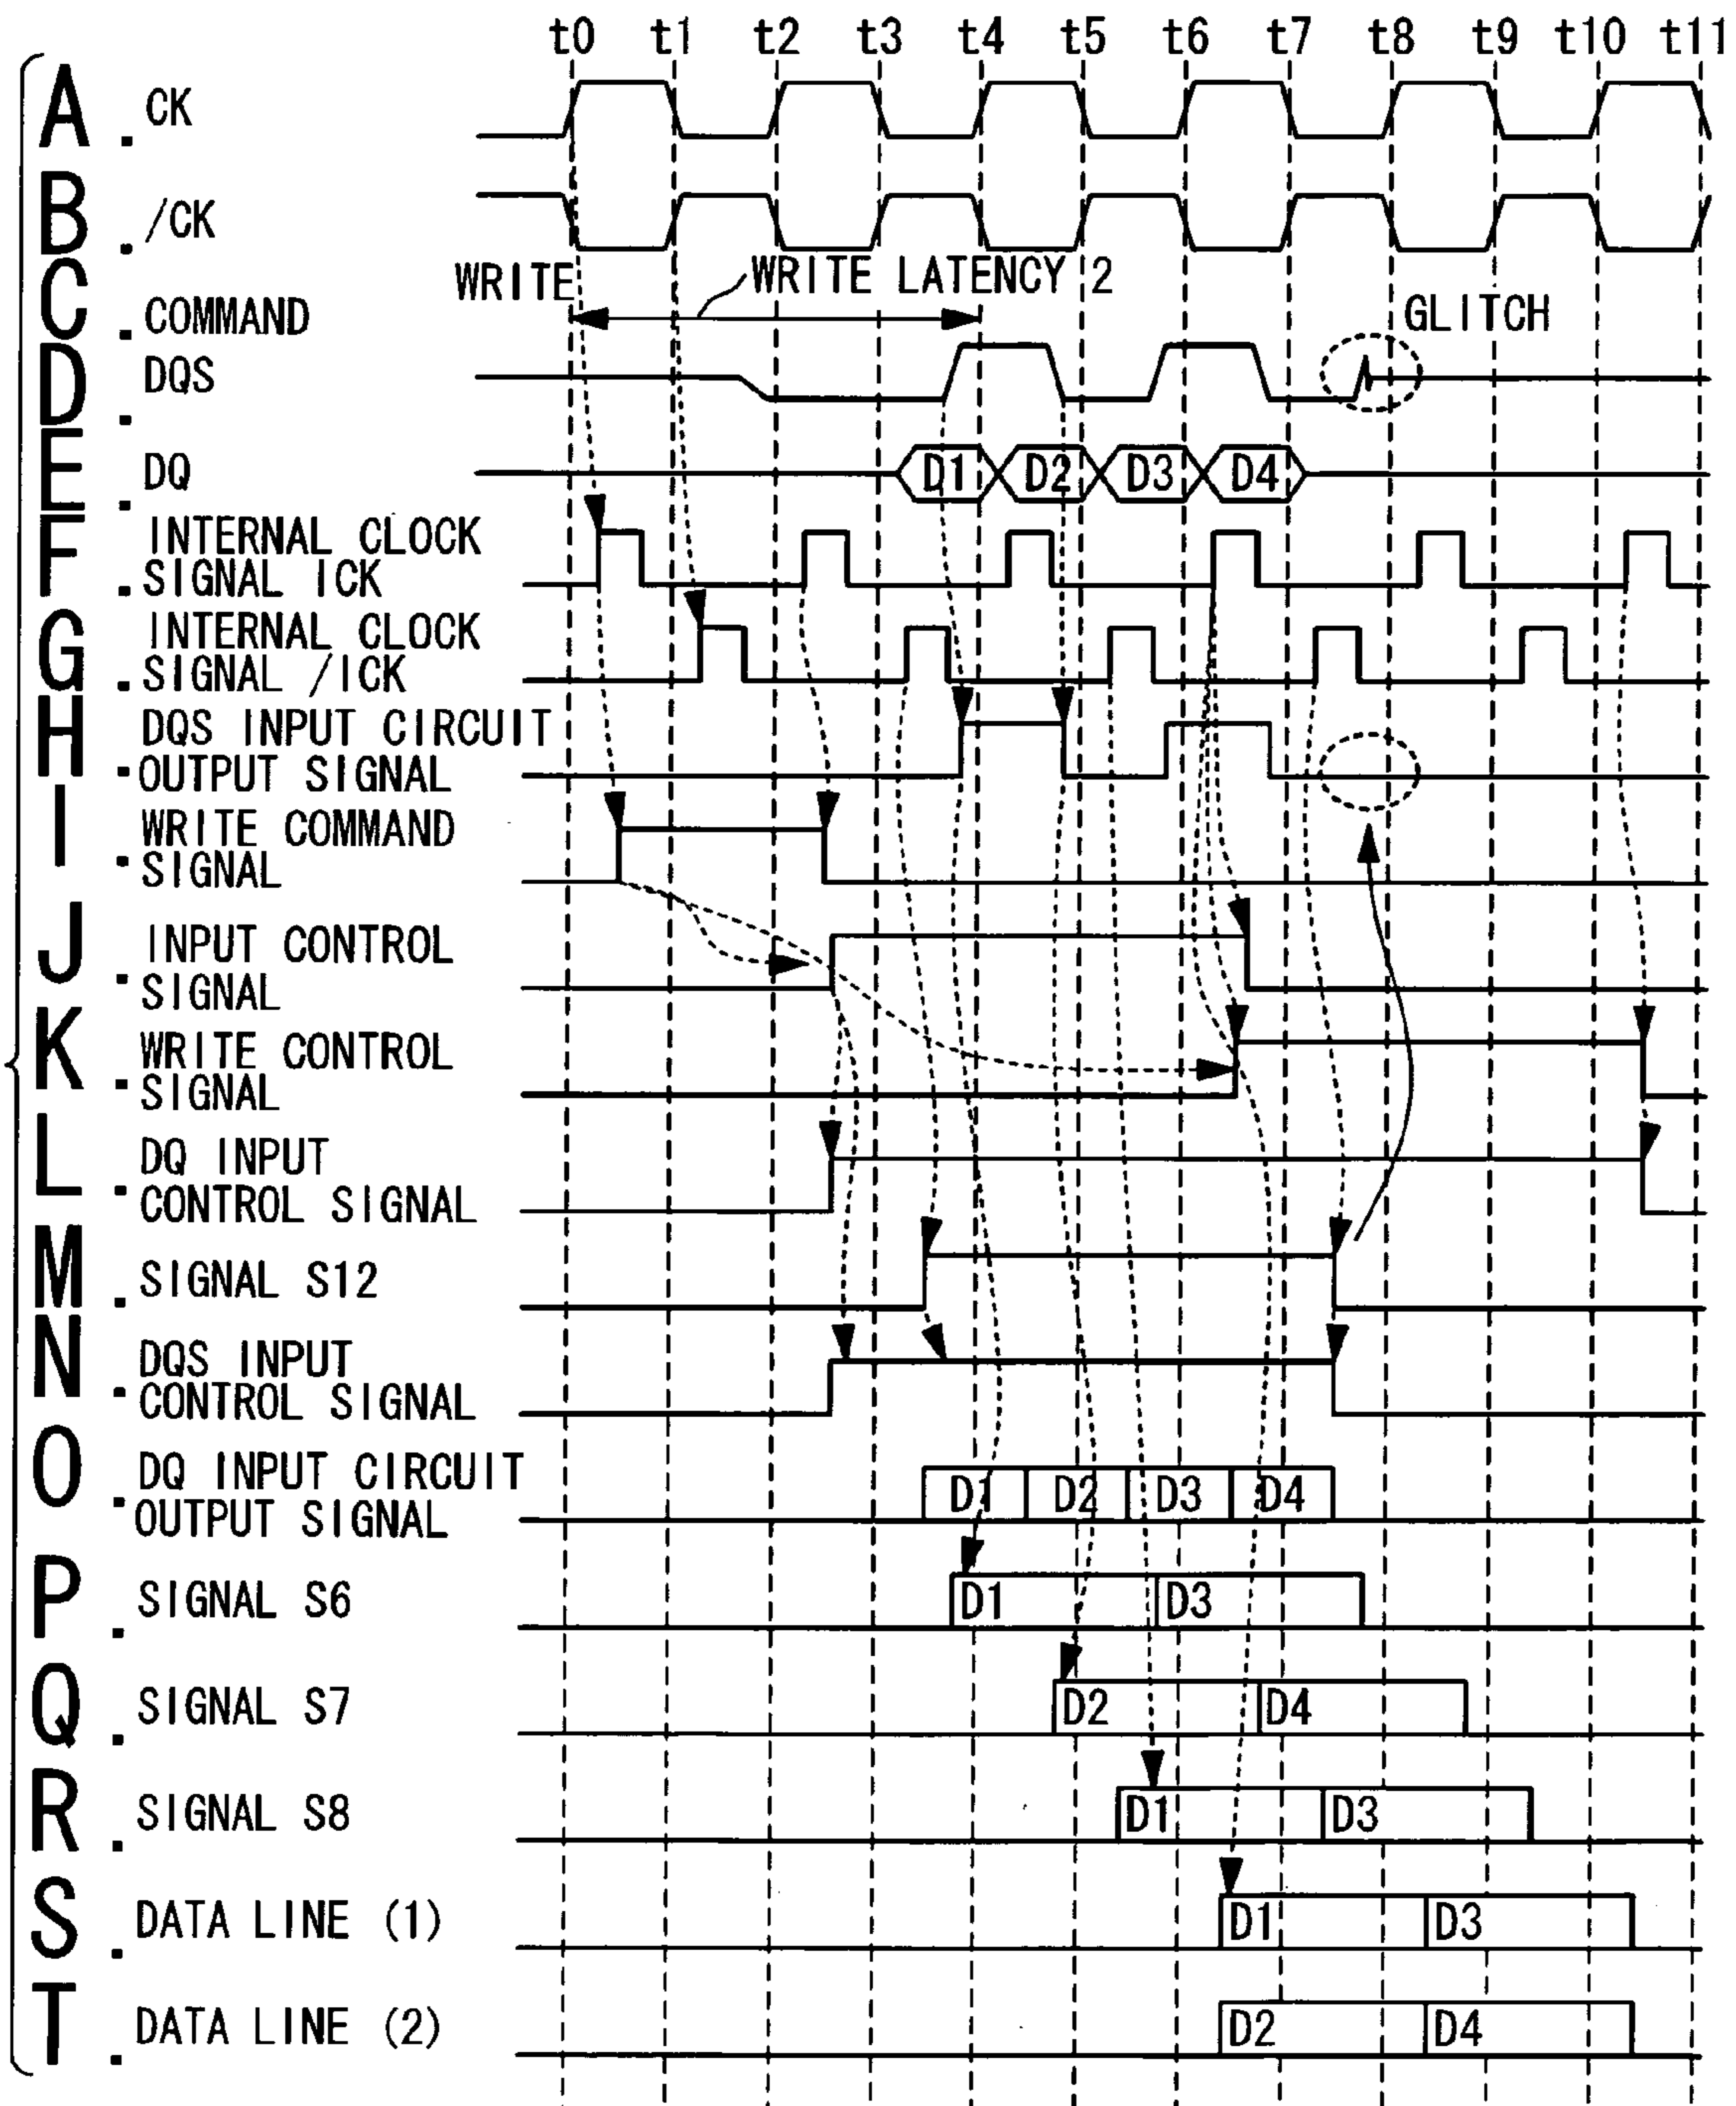 t0 t1 t2 t3 t4 t5 t6 t7 t8 t9 t10 t11
A. CK
B. /CK
WRITE WRITE LATENCY 2
C. COMMAND GLITCH
D. DQS
E. DQ D1 D2 D3 D4
F. INTERNAL CLOCK
SIGNAL ICK
G. INTERNAL CLOCK
SIGNAL /ICK
H. DQS INPUT CIRCUIT
OUTPUT SIGNAL
I. WRITE COMMAND
SIGNAL
J. INPUT CONTROL
SIGNAL
K. WRITE CONTROL
SIGNAL
L. DQ INPUT
CONTROL SIGNAL
M. SIGNAL S12
N. DQS INPUT
CONTROL SIGNAL
O. DQ INPUT CIRCUIT D1 D2 D3 D4
OUTPUT SIGNAL
P. SIGNAL S6 D1 D3
Q. SIGNAL S7 D2 D4
R. SIGNAL S8 D1 D3
S. DATA LINE (1) D1 D3
T. DATA LINE (2) D2 D4